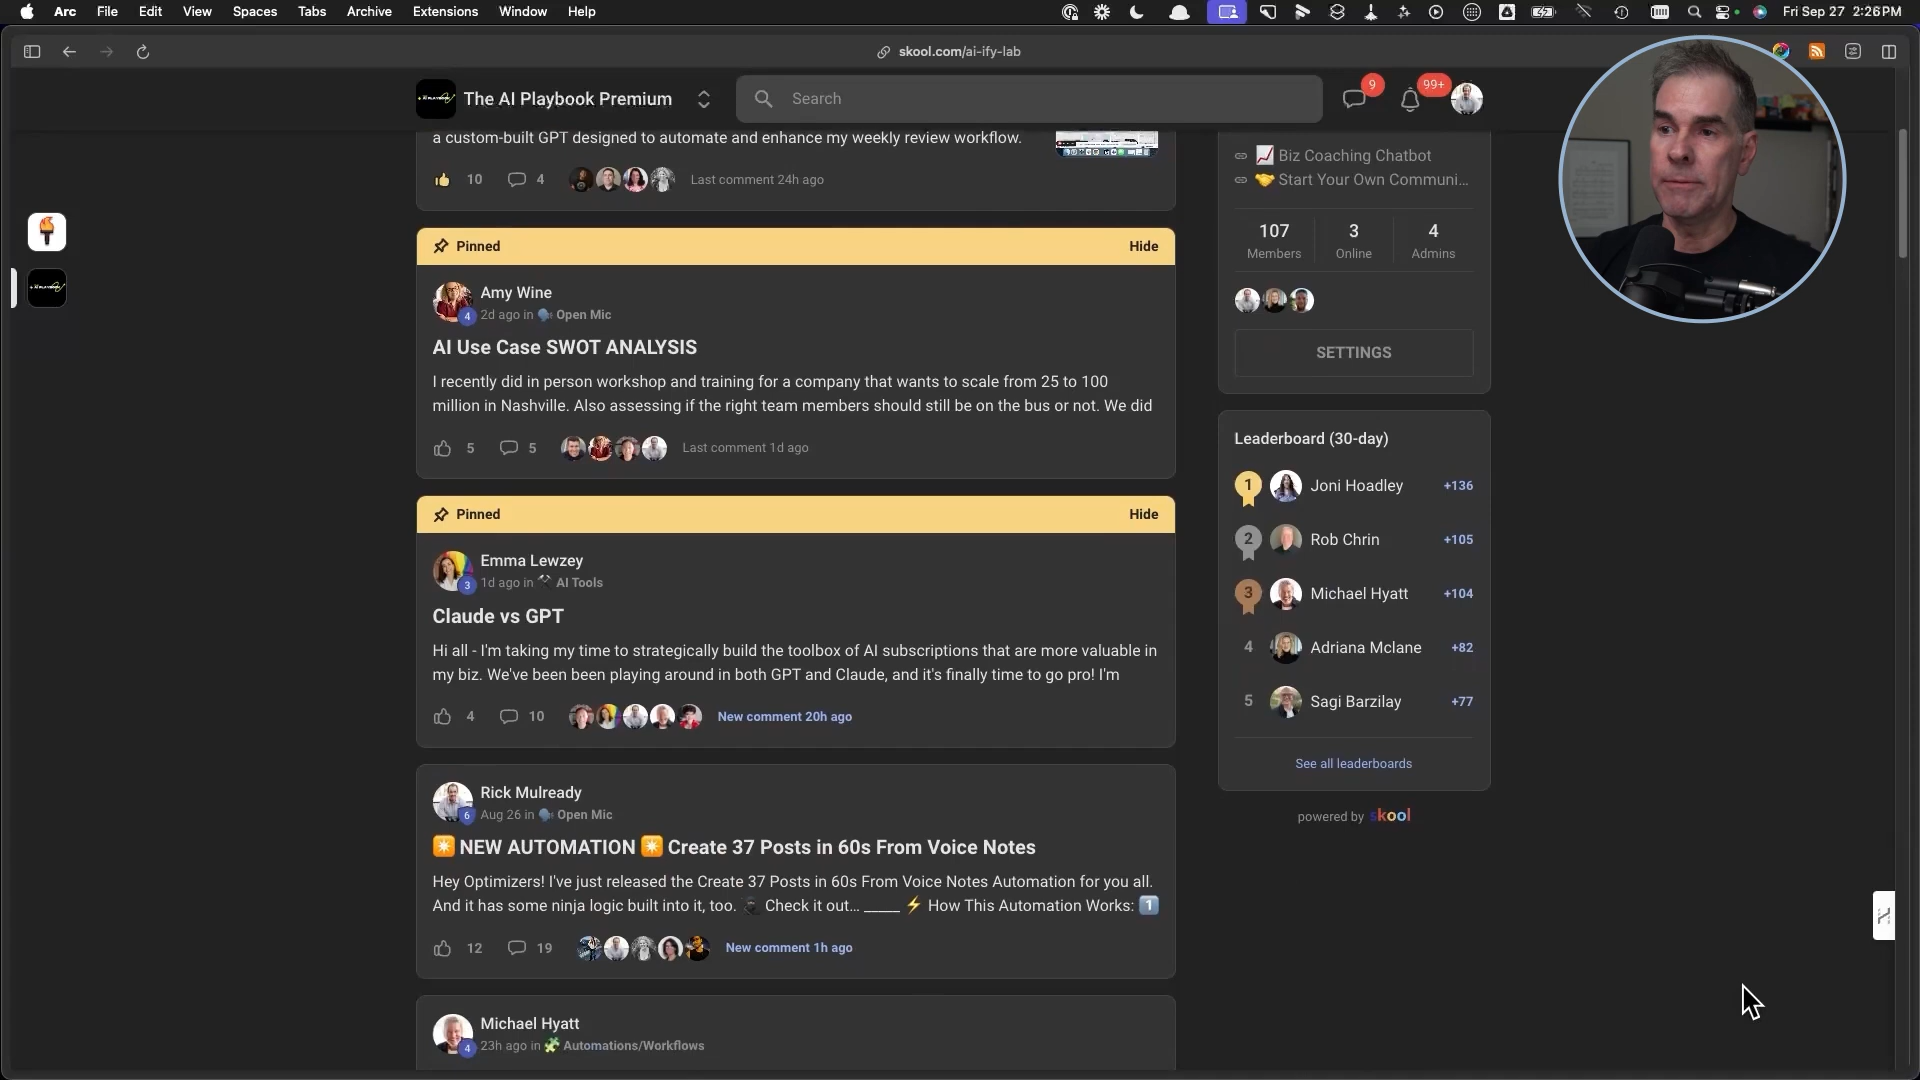 Arc File Edit View Spaces Tabs Archive Extensions Window Help
Fri Sep 27 2:26 PM
skool.com/ai-ify-lab
The AI Playbook Premium
Search
9
99+
a custom-built GPT designed to automate and enhance my weekly review workflow.
10 4 Last comment 24h ago
Pinned Hide
Amy Wine
4 2d ago in Open Mic
AI Use Case SWOT ANALYSIS
I recently did in person workshop and training for a company that wants to scale from 25 to 100
million in Nashville. Also assessing if the right team members should still be on the bus or not. We did
5 5 Last comment 1d ago
Pinned Hide
Emma Lewzey
3 1d ago in AI Tools
Claude vs GPT
Hi all - I'm taking my time to strategically build the toolbox of AI subscriptions that are more valuable in
my biz. We've been been playing around in both GPT and Claude, and it's finally time to go pro! I'm
4 10 New comment 20h ago
Rick Mulready
6 Aug 26 in Open Mic
NEW AUTOMATION Create 37 Posts in 60s From Voice Notes
Hey Optimizers! I've just released the Create 37 Posts in 60s From Voice Notes Automation for you all.
And it has some ninja logic built into it, too. Check it out... _____ ⚡ How This Automation Works: 1
12 19 New comment 1h ago
Michael Hyatt
4 23h ago in Automations/Workflows
Biz Coaching Chatbot
Start Your Own Communi...
107 3 4
Members Online Admins
SETTINGS
Leaderboard (30-day)
1 Joni Hoadley +136
2 Rob Chrin +105
3 Michael Hyatt +104
4 Adriana Mclane +82
5 Sagi Barzilay +77
See all leaderboards
powered by skool